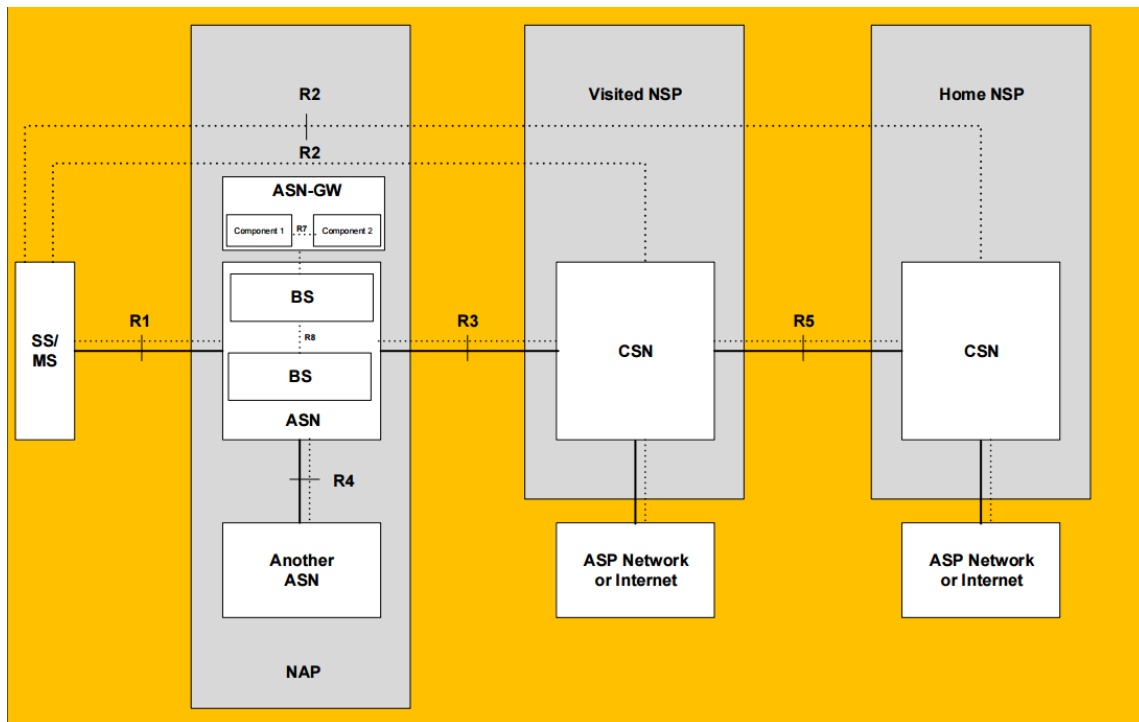 R2
Visited NSP
Home NSP
R2
ASN-GW
Component 1
R7
Component 2
BS
R1
R3
R5
SS/
MS
R8
CSN
CSN
BS
ASN
R4
Another
ASN
ASP Network
or Internet
ASP Network
or Internet
NAP